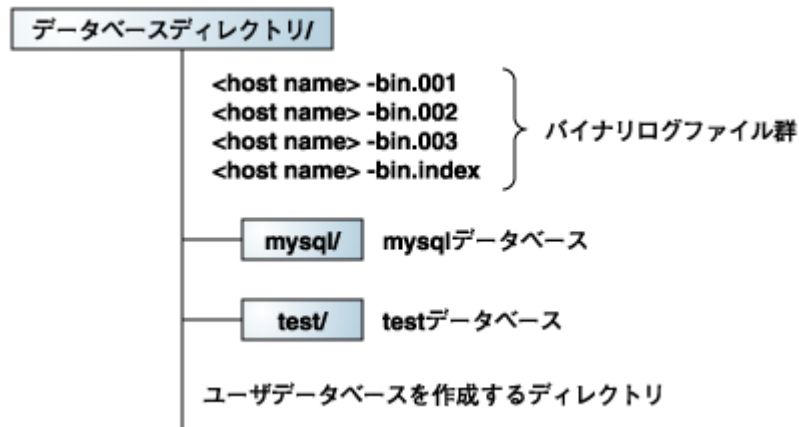 データベースディレクトリ/
<host name> -bin.001
<host name> -bin.002
<host name> -bin.003
<host name> -bin.index
バイナリログファイル群
mysql/ mysqlデータベース
test/ testデータベース
ユーザデータベースを作成するディレクトリ